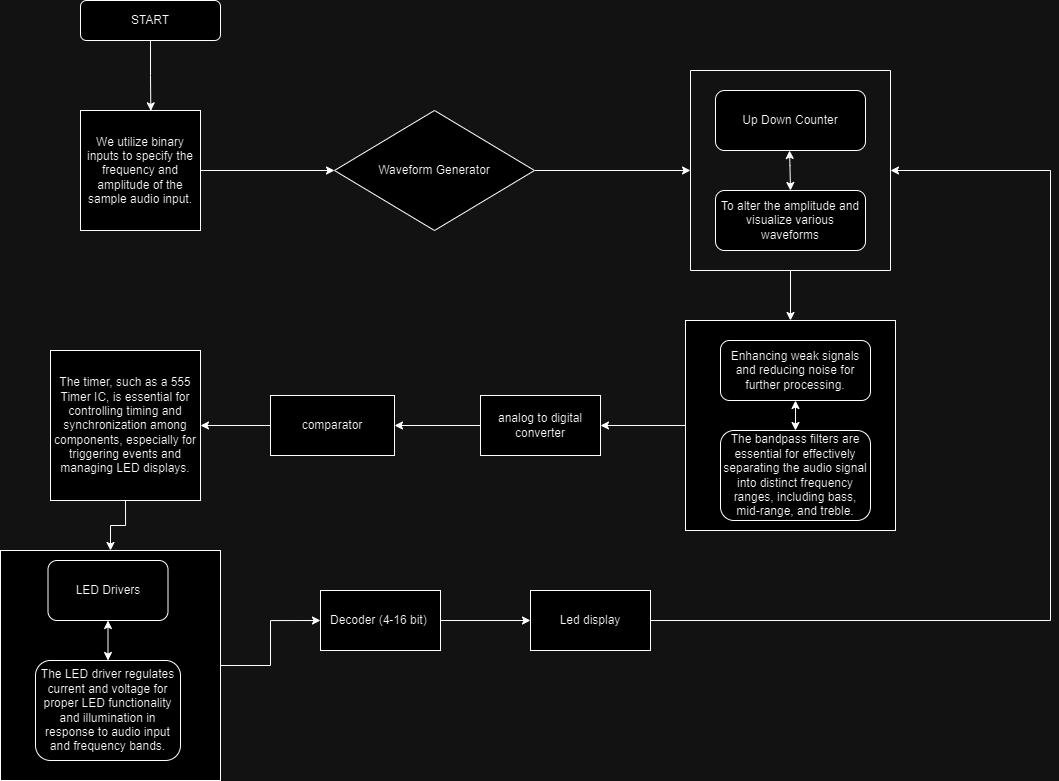 START
We utilize binary
inputs to specify the
frequency and
amplitude of the
sample audio input.
Waveform Generator
Up Down Counter
To alter the amplitude and
visualize various
waveforms
Enhancing weak signals
and reducing noise for
further processing.
The bandpass filters are
essential for effectively
separating the audio signal
into distinct frequency
ranges, including bass,
mid-range, and treble.
analog to digital
converter
comparator
The timer, such as a 555
Timer IC, is essential for
controlling timing and
synchronization among
components, especially for
triggering events and
managing LED displays.
LED Drivers
The LED driver regulates
current and voltage for
proper LED functionality
and illumination in
response to audio input
and frequency bands.
Decoder (4-16 bit)
Led display